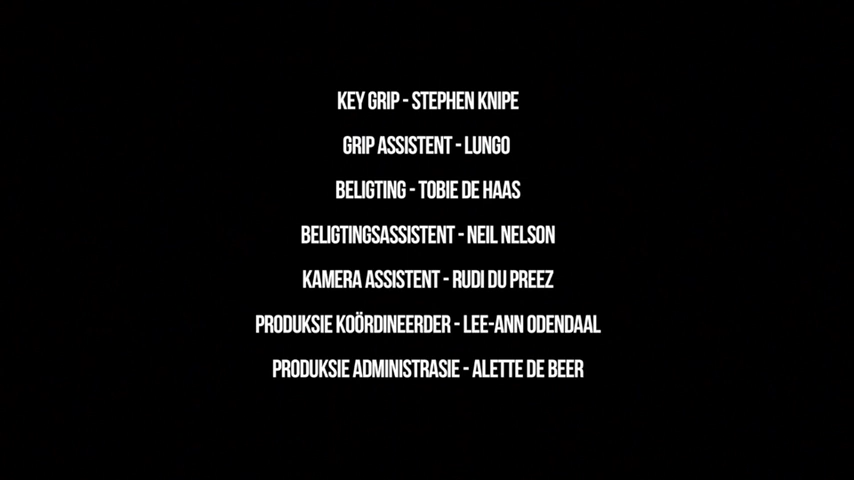 KEY GRIP - STEPHEN KNIPE
GRIP ASSISTENT - LUNGO
BELIGTING - TOBIE DE HAAS
BELIGTINGSASSISTENT - NEIL NELSON
KAMERA ASSISTENT - RUDI DU PREEZ
PRODUKSIE KOÖRDINEERDER - LEE-ANN ODENDAAL
PRODUKSIE ADMINISTRASIE - ALETTE DE BEER